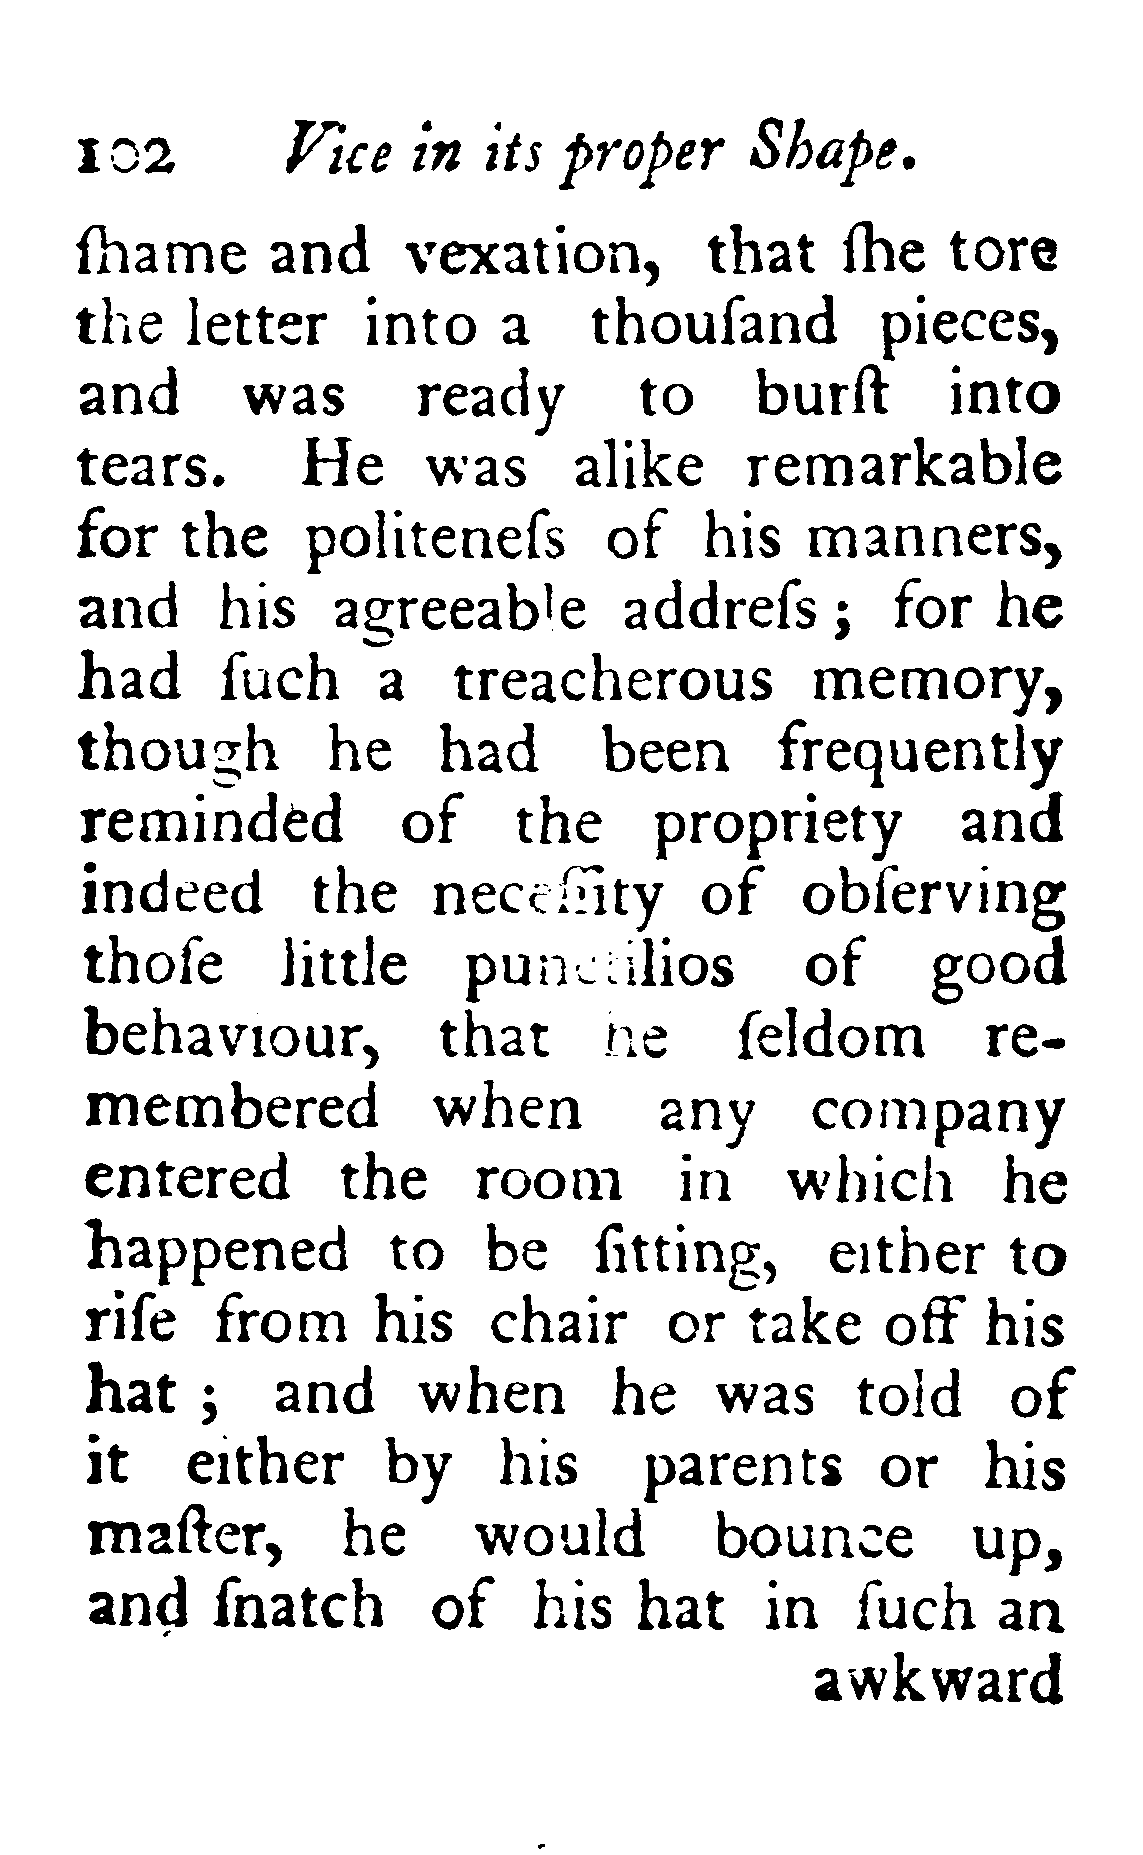 102 Vice in its proper Shape.
ſhame and vexation, that ſhe tore
the letter into a thouſand pieces,
and was ready to burſt into
tears. He was alike remarkable
for the politeneſs of his manners,
and his agreeable addreſs ; for he
had ſuch a treacherous memory,
though he had been frequently
reminded of the propriety and
indeed the neceſſity of obſerving
thoſe little punctilios of good
behaviour, that he ſeldom re-
membered when any company
entered the room in which he
happened to be ſitting, either to
riſe from his chair or take off his
hat ; and when he was told of
it either by his parents or his
maſter, he would bounce up,
and ſnatch of his hat in ſuch an
awkward